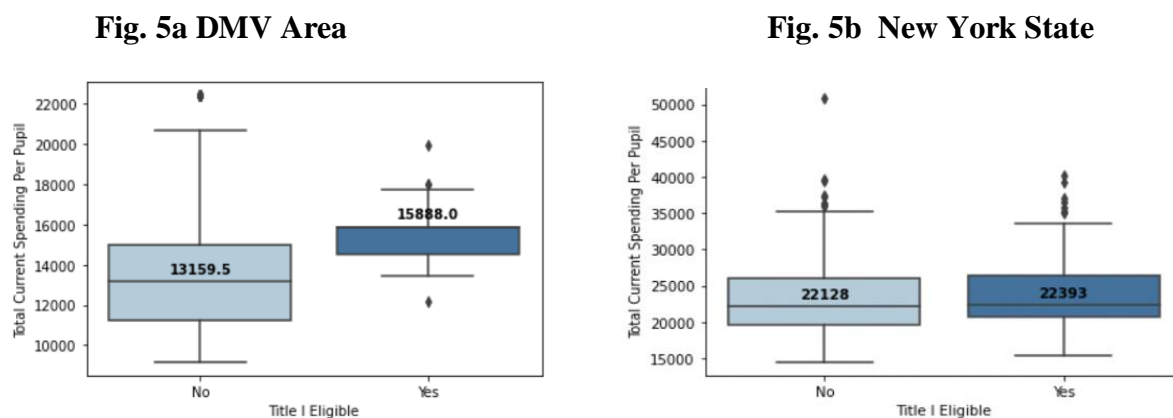 Fig. 5a DMV Area
Total Current Spending Per Pupil
22000
20000
18000
16000
14000
12000
10000
15888.0
13159.5
No
Yes
Title I Eligible
Fig. 5b New York State
Total Current Spending Per Pupil
50000
45000
40000
35000
30000
25000
20000
15000
22128
22393
No
Yes
Title I Eligible